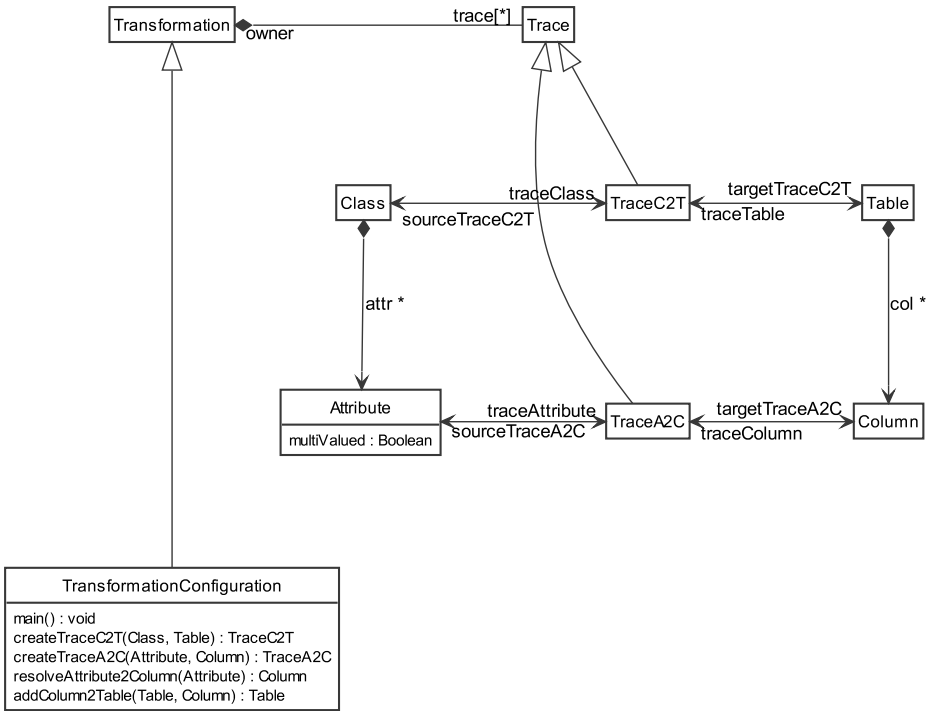 Transformation
owner
trace[*]
Trace
Class
traceClass
sourceTraceC2T
TraceC2T
targetTraceC2T
traceTable
Table
attr *
col *
Attribute
multiValued : Boolean
traceAttribute
sourceTraceA2C
TraceA2C
targetTraceA2C
traceColumn
Column
TransformationConfiguration
main() : void
createTraceC2T(Class, Table) : TraceC2T
createTraceA2C(Attribute, Column) : TraceA2C
resolveAttribute2Column(Attribute) : Column
addColumn2Table(Table, Column) : Table